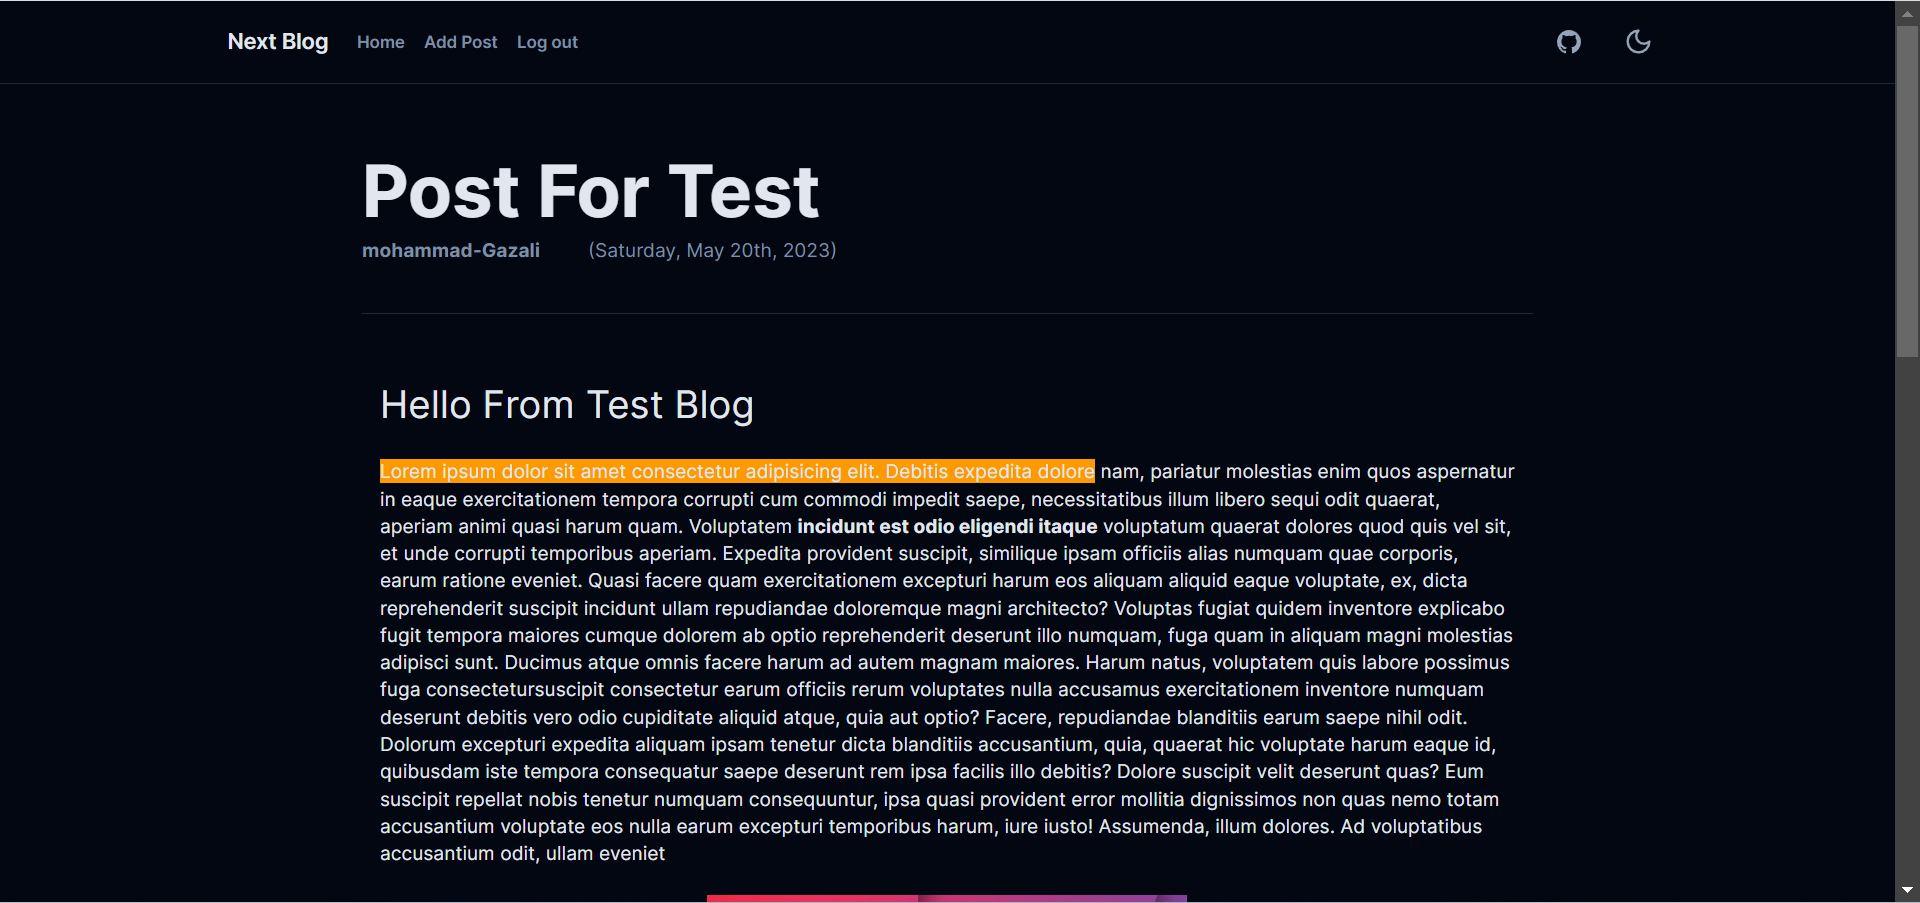 Next Blog Home Add Post Log out
Post For Test
mohammad-Gazali (Saturday, May 20th, 2023)
Hello From Test Blog
Lorem ipsum dolor sit amet consectetur adipisicing elit. Debitis expedita dolore nam, pariatur molestias enim quos aspernatur
in eaque exercitationem tempora corrupti cum commodi impedit saepe, necessitatibus illum libero sequi odit quaerat,
aperiam animi quasi harum quam. Voluptatem incidunt est odio eligendi itaque voluptatum quaerat dolores quod quis vel sit,
et unde corrupti temporibus aperiam. Expedita provident suscipit, similique ipsam officiis alias numquam quae corporis,
earum ratione eveniet. Quasi facere quam exercitationem excepturi harum eos aliquam aliquid eaque voluptate, ex, dicta
reprehenderit suscipit incidunt ullam repudiandae doloremque magni architecto? Voluptas fugiat quidem inventore explicabo
fugit tempora maiores cumque dolorem ab optio reprehenderit deserunt illo numquam, fuga quam in aliquam magni molestias
adipisci sunt. Ducimus atque omnis facere harum ad autem magnam maiores. Harum natus, voluptatem quis labore possimus
fuga consectetursuscipit consectetur earum officiis rerum voluptates nulla accusamus exercitationem inventore numquam
deserunt debitis vero odio cupiditate aliquid atque, quia aut optio? Facere, repudiandae blanditiis earum saepe nihil odit.
Dolorum excepturi expedita aliquam ipsam tenetur dicta blanditiis accusantium, quia, quaerat hic voluptate harum eaque id,
quibusdam iste tempora consequatur saepe deserunt rem ipsa facilis illo debitis? Dolore suscipit velit deserunt quas? Eum
suscipit repellat nobis tenetur numquam consequuntur, ipsa quasi provident error mollitia dignissimos non quas nemo totam
accusantium voluptate eos nulla earum excepturi temporibus harum, iure iusto! Assumenda, illum dolores. Ad voluptatibus
accusantium odit, ullam eveniet